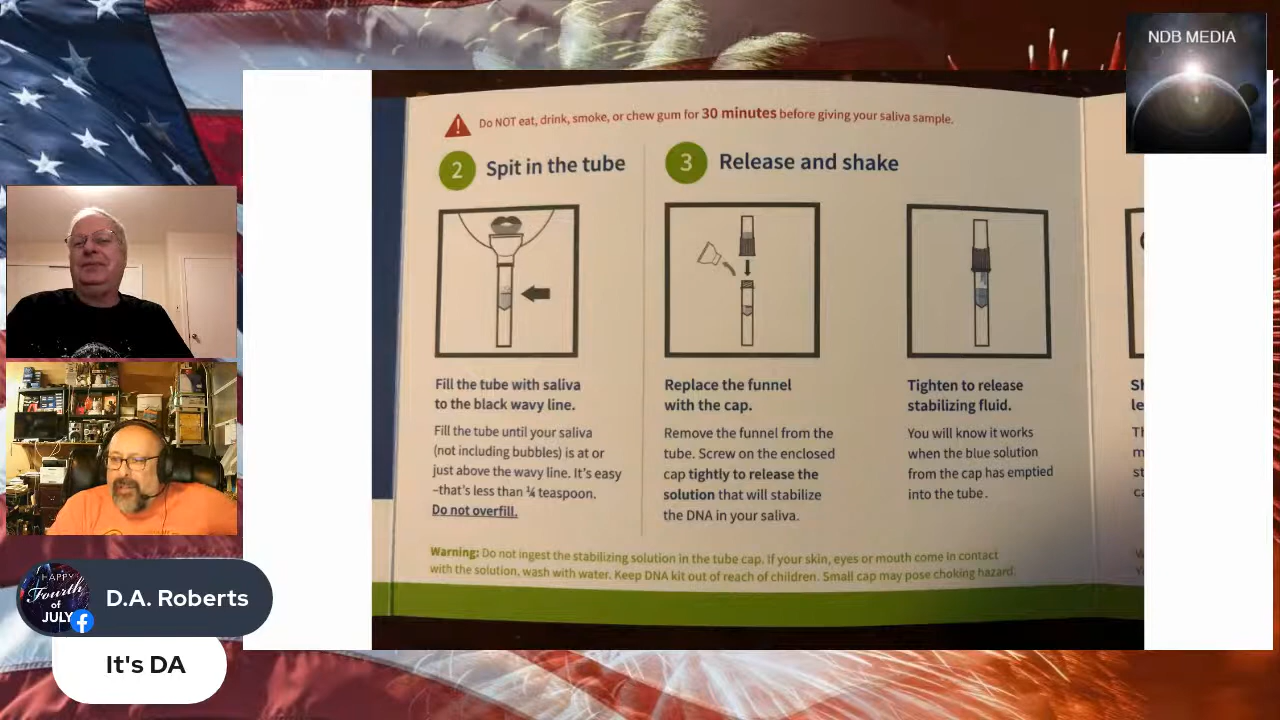 NDB MEDIA
Do NOT eat, drink, smoke, or chew gum for 30 minutes before giving your saliva sample.
2 Spit in the tube
Fill the tube with saliva
to the black wavy line.
Fill the tube until your saliva
(not including bubbles) is at or
just above the wavy line. It's easy
–that's less than ¼ teaspoon.
Do not overfill.
3 Release and shake
Replace the funnel
with the cap.
Remove the funnel from the
tube. Screw on the enclosed
cap tightly to release the
solution that will stabilize
the DNA in your saliva.
Tighten to release
stabilizing fluid.
You will know it works
when the blue solution
from the cap has emptied
into the tube.
Warning: Do not ingest the stabilizing solution in the tube cap. If your skin, eyes or mouth come in contact
with the solution, wash with water. Keep DNA kit out of reach of children. Small cap may pose choking hazard.
HAPPY
Fourth
of
JULY
D.A. Roberts
It's DA